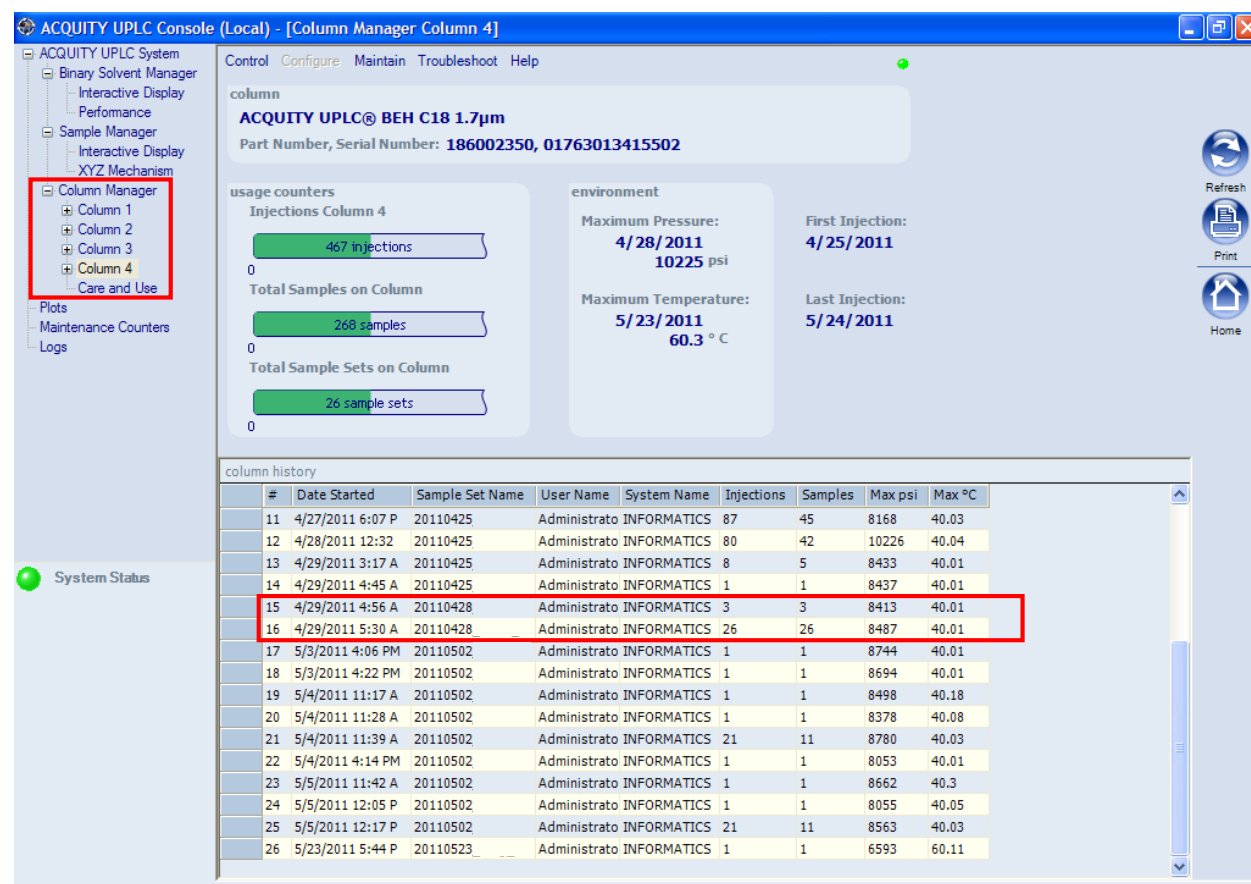 ACQUITY UPLC Console (Local) - [Column Manager Column 4]
ACQUITY UPLC System
Binary Solvent Manager
Interactive Display
Performance
Sample Manager
Interactive Display
XYZ Mechanism
Column Manager
Column 1
Column 2
Column 3
Column 4
Care and Use
Plots
Maintenance Counters
Logs
System Status
Control Configure Maintain Troubleshoot Help
column
ACQUITY UPLC® BEH C18 1.7µm
Part Number, Serial Number: 186002350, 01763013415502
usage counters
Injections Column 4
467 injections
0
Total Samples on Column
268 samples
0
Total Sample Sets on Column
26 sample sets
0
environment
Maximum Pressure:
4/28/2011
10225 psi
Maximum Temperature:
5/23/2011
60.3 ° C
First Injection:
4/25/2011
Last Injection:
5/24/2011
Refresh
Print
Home
column history
# Date Started Sample Set Name User Name System Name Injections Samples Max psi Max ºC
11 4/27/2011 6:07 P 20110425 Administrato INFORMATICS 87 45 8168 40.03
12 4/28/2011 12:32 20110425 Administrato INFORMATICS 80 42 10226 40.04
13 4/29/2011 3:17 A 20110425 Administrato INFORMATICS 8 5 8433 40.01
14 4/29/2011 4:45 A 20110425 Administrato INFORMATICS 1 1 8437 40.01
15 4/29/2011 4:56 A 20110428 Administrato INFORMATICS 3 3 8413 40.01
16 4/29/2011 5:30 A 20110428_ _ Administrato INFORMATICS 26 26 8487 40.01
17 5/3/2011 4:06 PM 20110502 Administrato INFORMATICS 1 1 8744 40.01
18 5/3/2011 4:22 PM 20110502 Administrato INFORMATICS 1 1 8694 40.01
19 5/4/2011 11:17 A 20110502 Administrato INFORMATICS 1 1 8498 40.18
20 5/4/2011 11:28 A 20110502 Administrato INFORMATICS 1 1 8378 40.08
21 5/4/2011 11:39 A 20110502 Administrato INFORMATICS 21 11 8780 40.03
22 5/4/2011 4:14 PM 20110502 Administrato INFORMATICS 1 1 8053 40.01
23 5/5/2011 11:42 A 20110502 Administrato INFORMATICS 1 1 8662 40.3
24 5/5/2011 12:05 P 20110502 Administrato INFORMATICS 1 1 8055 40.05
25 5/5/2011 12:17 P 20110502 Administrato INFORMATICS 21 11 8563 40.03
26 5/23/2011 5:44 P 20110523_ __ Administrato INFORMATICS 1 1 6593 60.11